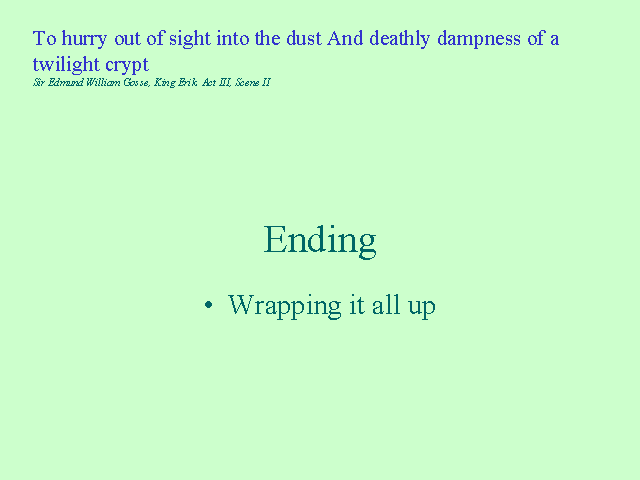 To hurry out of sight into the dust And deathly dampness of a
twilight crypt
Sir Edmund William Gosse, King Erik. Act III, Scene II
Ending
• Wrapping it all up